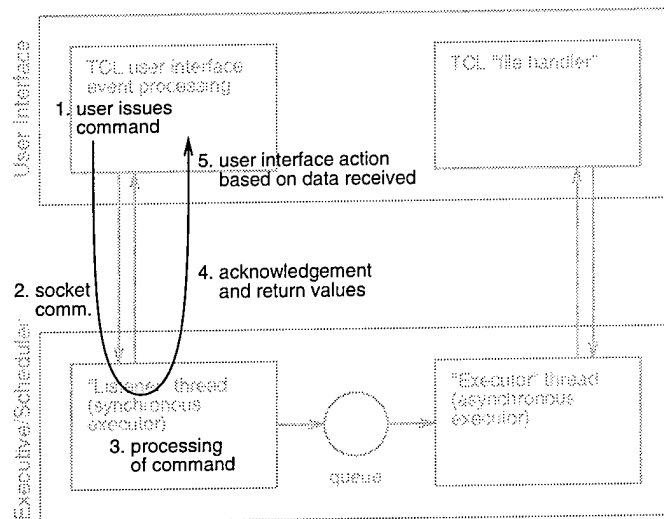 User Interface
TCL user interface
event processing
TCL "file handler"
1. user issues
command
5. user interface action
based on data received
4. acknowledgement
and return values
2. socket
comm.
Executive/Scheduler
"Listener" thread
(synchronous
executor)
3. processing
of command
queue
"Executor" thread
(asynchronous
executor)